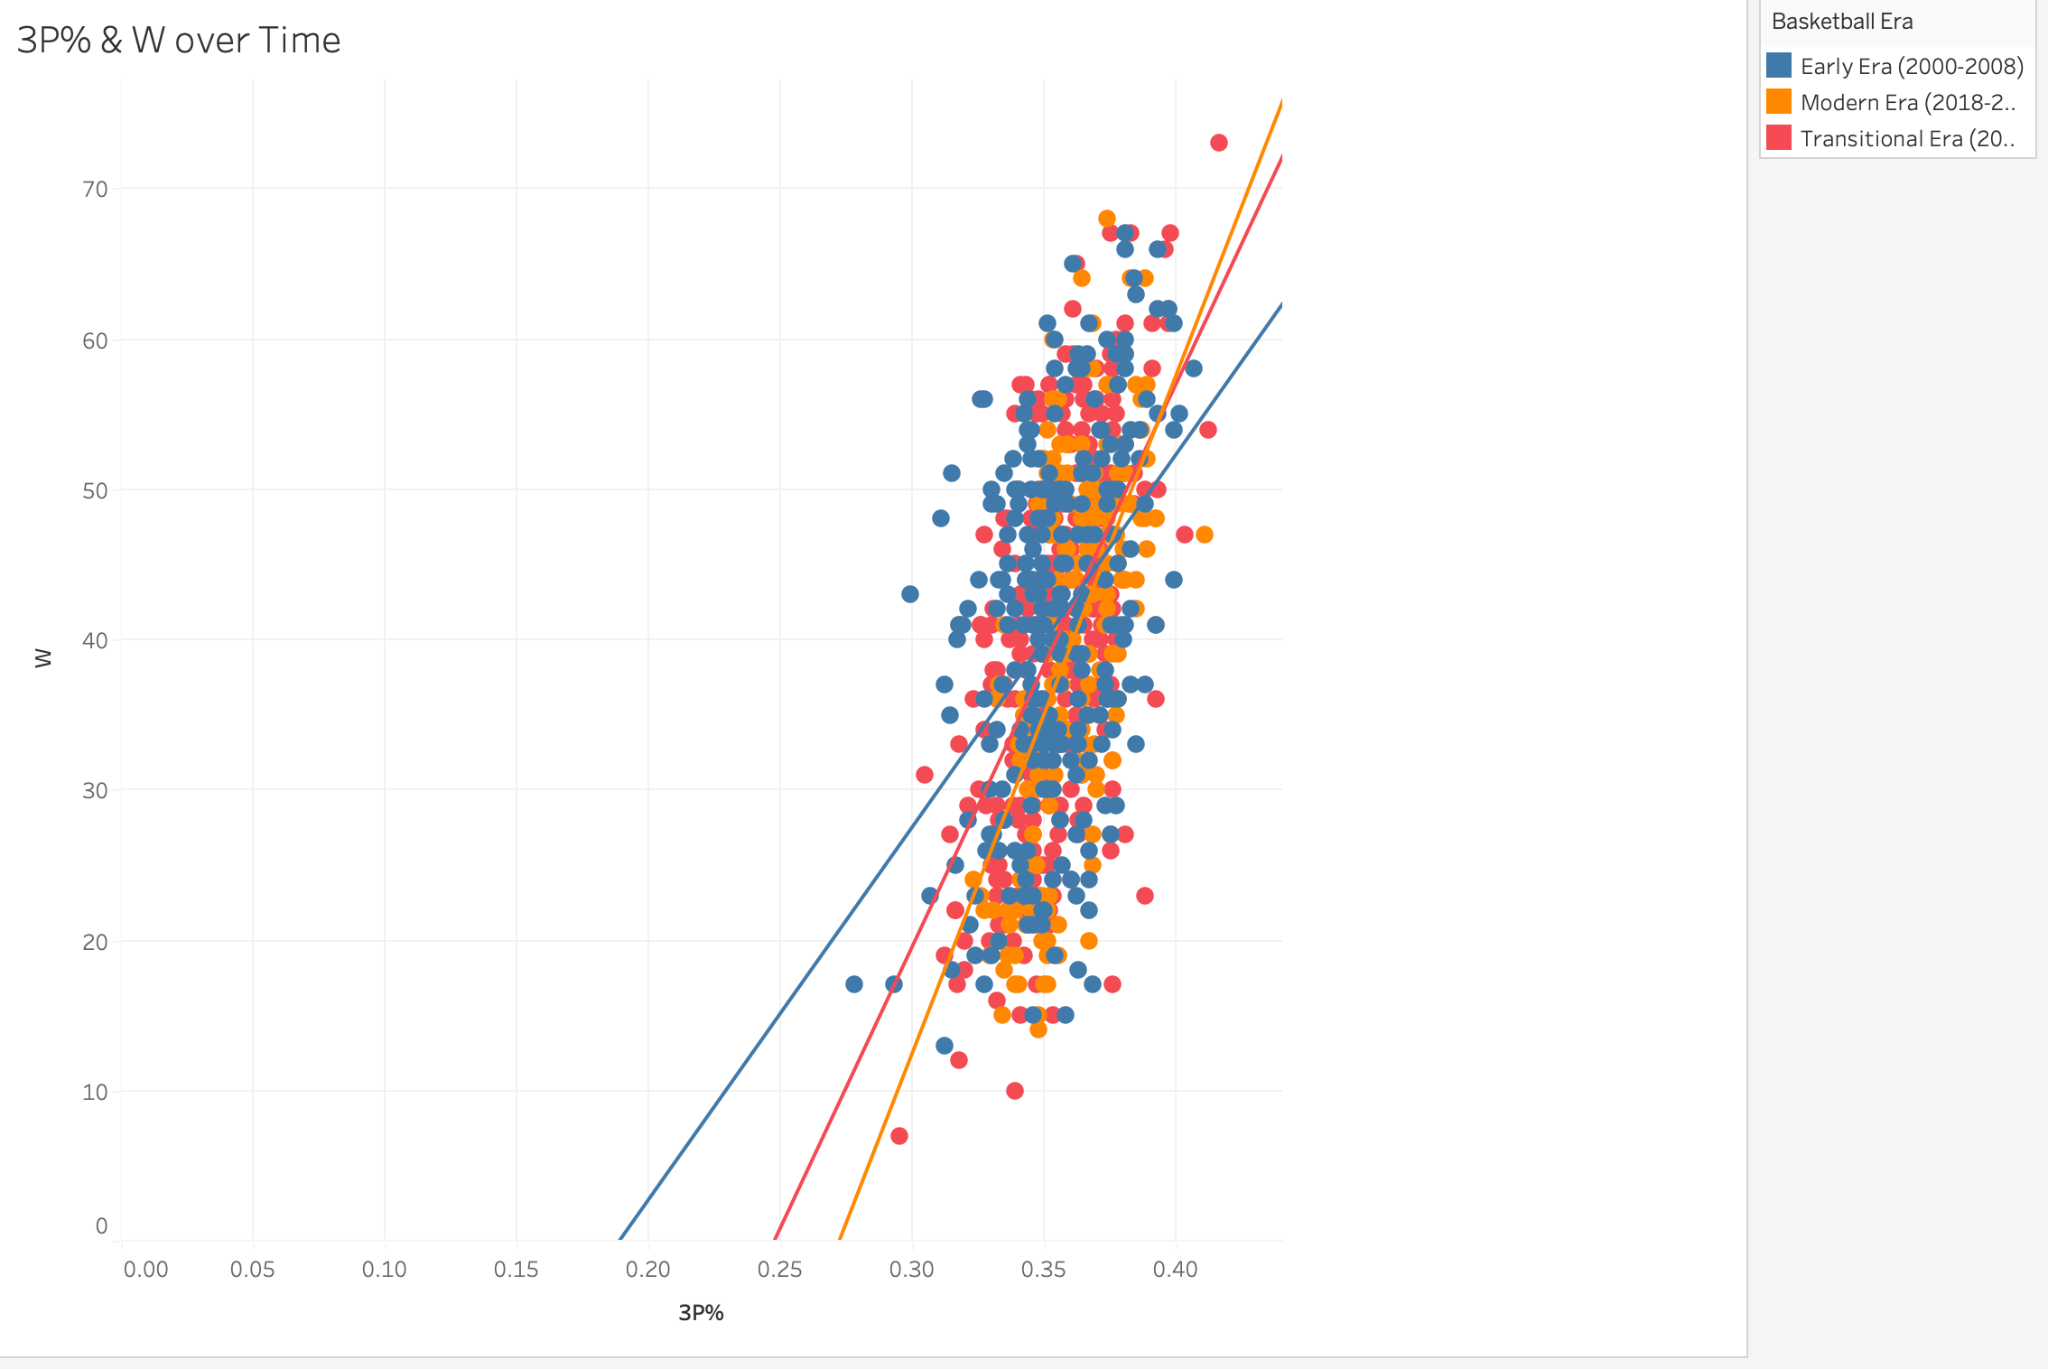 3P% & W over Time
Basketball Era
Early Era (2000-2008)
Modern Era (2018-2..
Transitional Era (20..
70
60
50
40
30
20
10
0
W
0.00 0.05 0.10 0.15 0.20 0.25 0.30 0.35 0.40
3P%